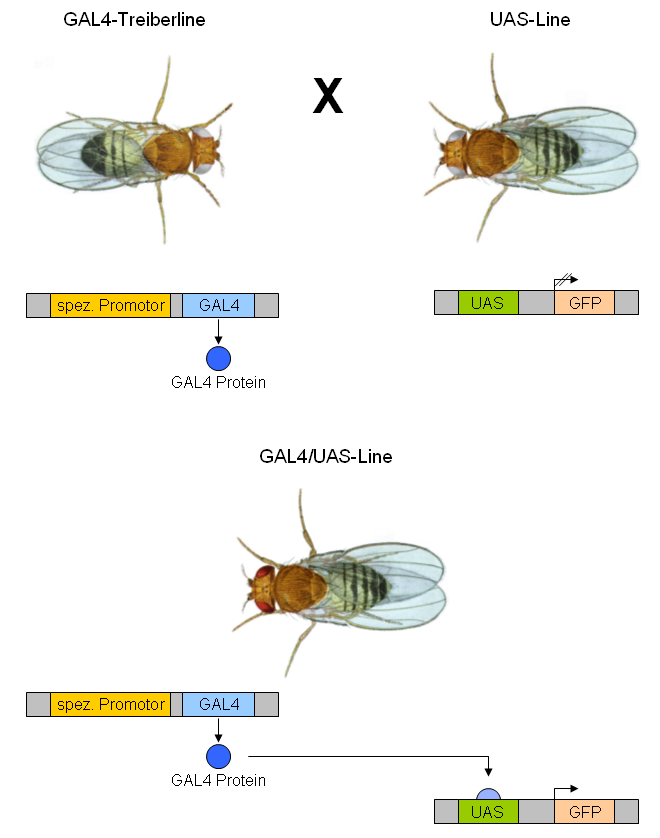 GAL4-Treiberline
UAS-Line
X
spez. Promotor
GAL4
UAS
GFP
GAL4 Protein
GAL4/UAS-Line
spez. Promotor
GAL4
GAL4 Protein
UAS
GFP